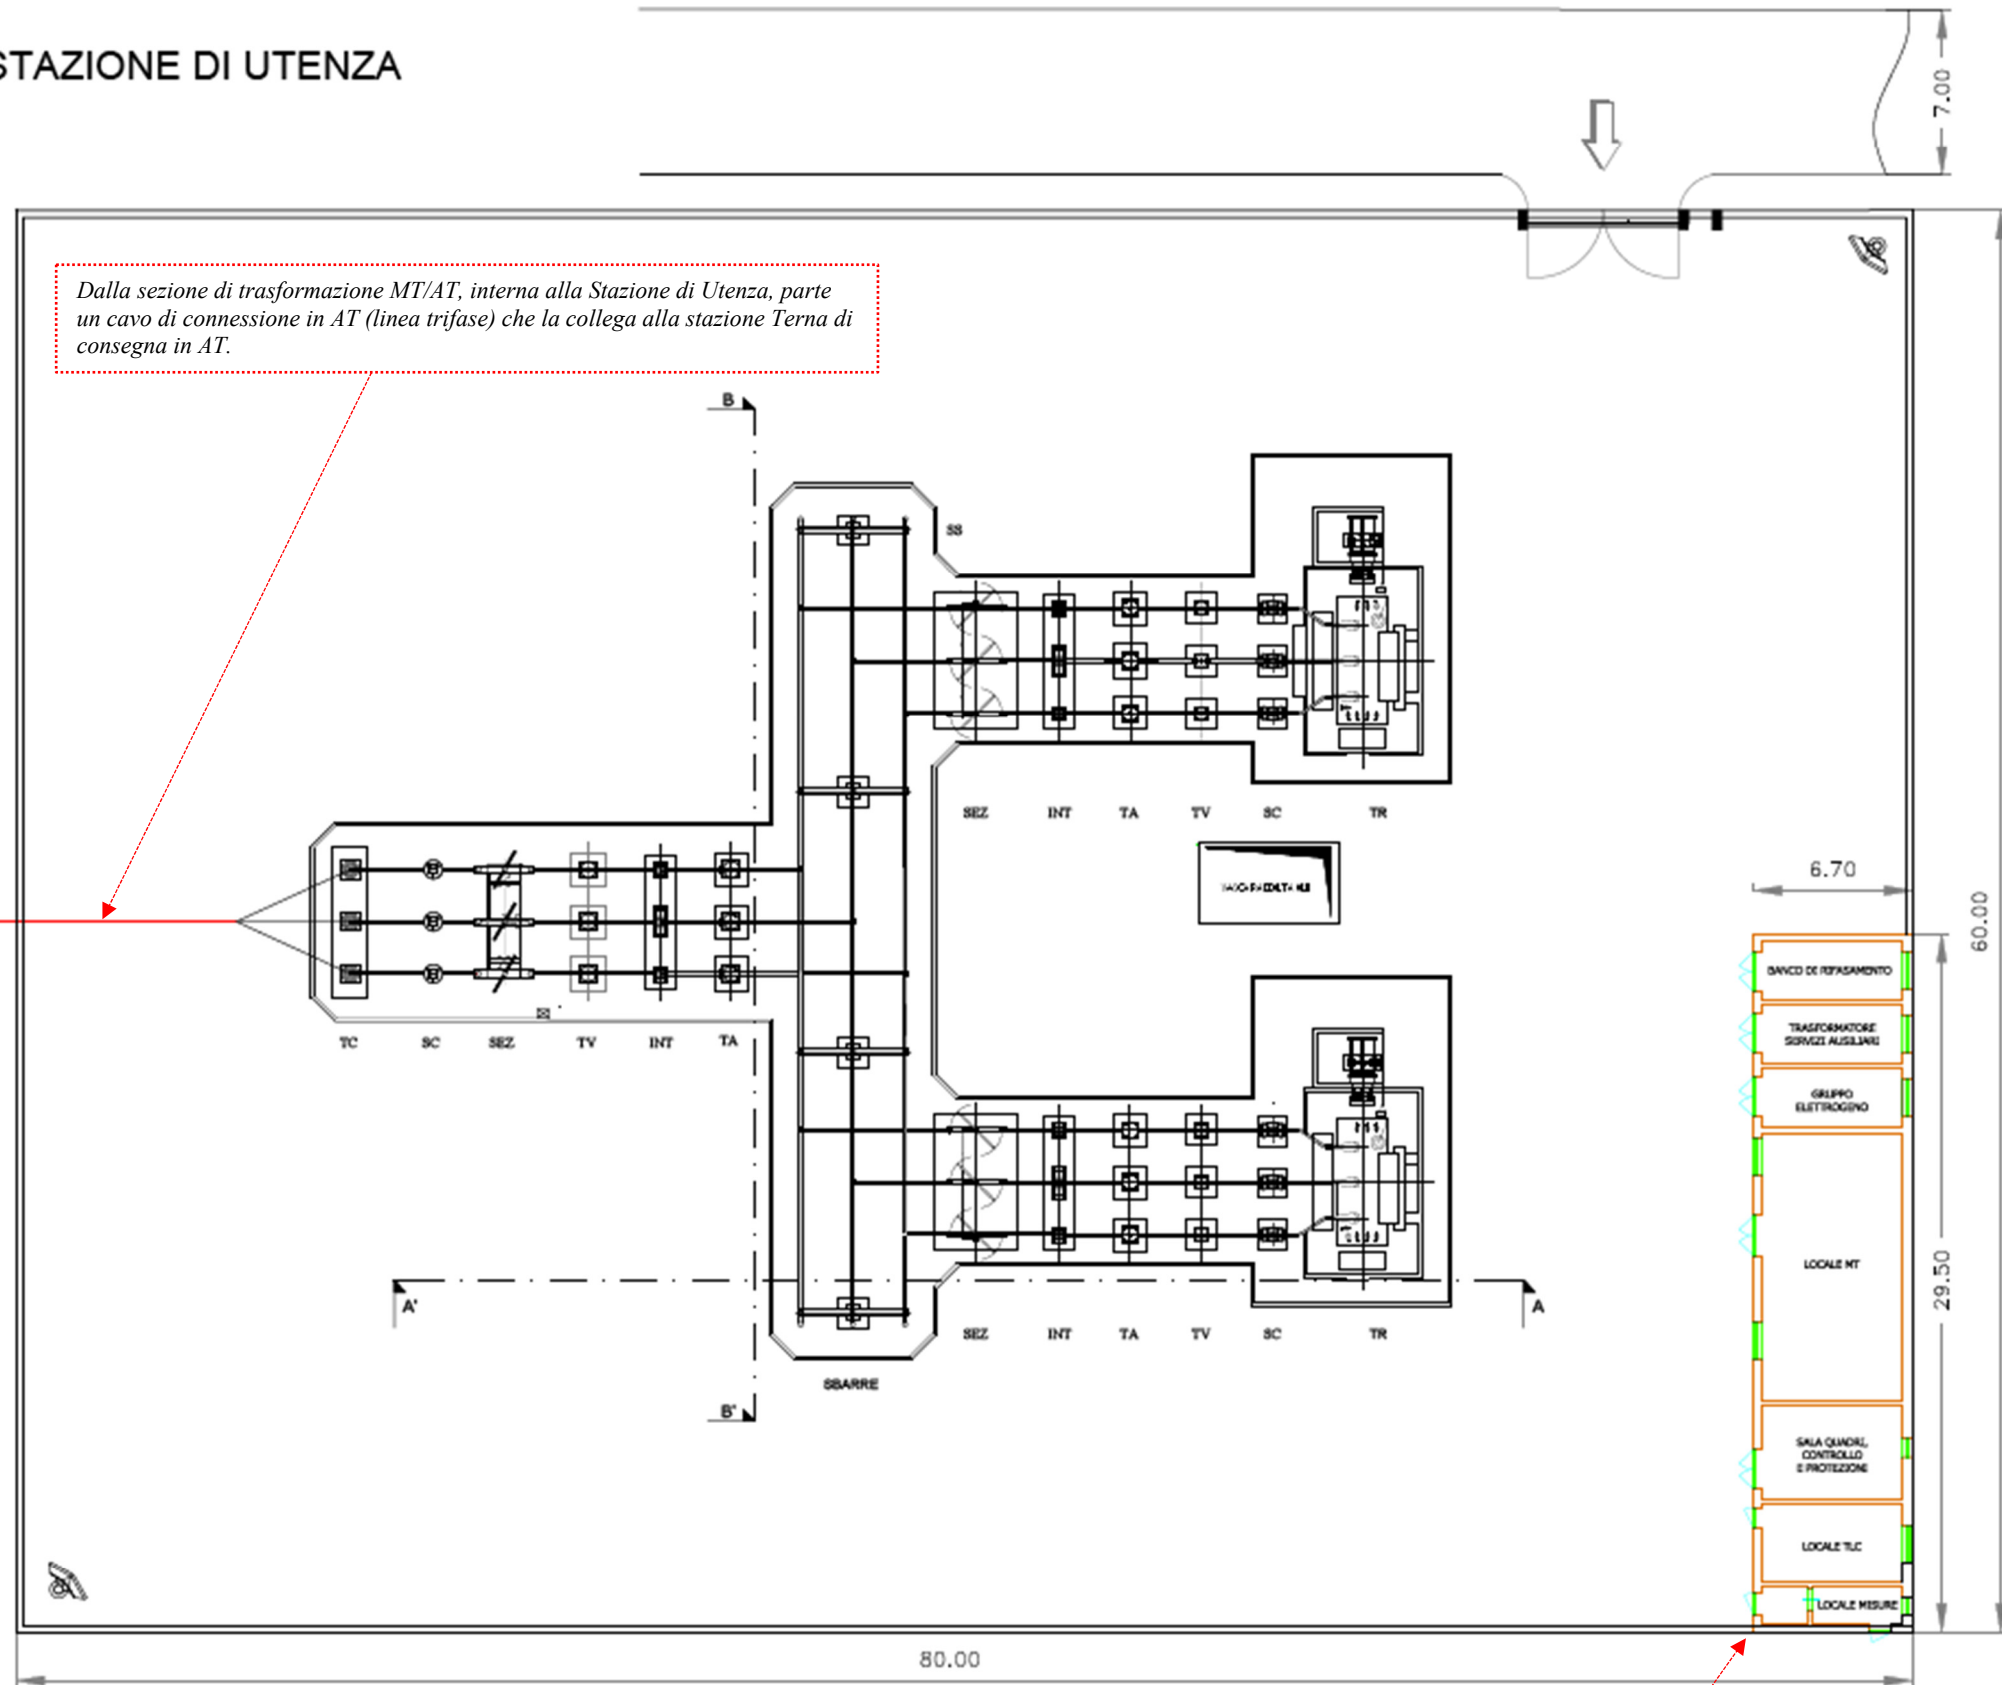 STAZIONE DI UTENZA
7.00
Dalla sezione di trasformazione MT/AT, interna alla Stazione di Utenza, parte
un cavo di connessione in AT (linea trifase) che la collega alla stazione Terna di
consegna in AT.
B
SS
SEZ INT TA TV SC TR
6.70
60.00
BANCO DI RIFASAMENTO
TRASFORMATORE
SERVIZI AUSILIARI
TC SC SEZ TV INT TA
GRUPPO
ELETTROGENO
LOCALE MT
29.50
A'
A
SEZ INT TA TV SC TR
SBARRE
B'
SALA QUADRI,
CONTROLLO
E PROTEZIONE
LOCALE TLC
LOCALE MISURE
80.00